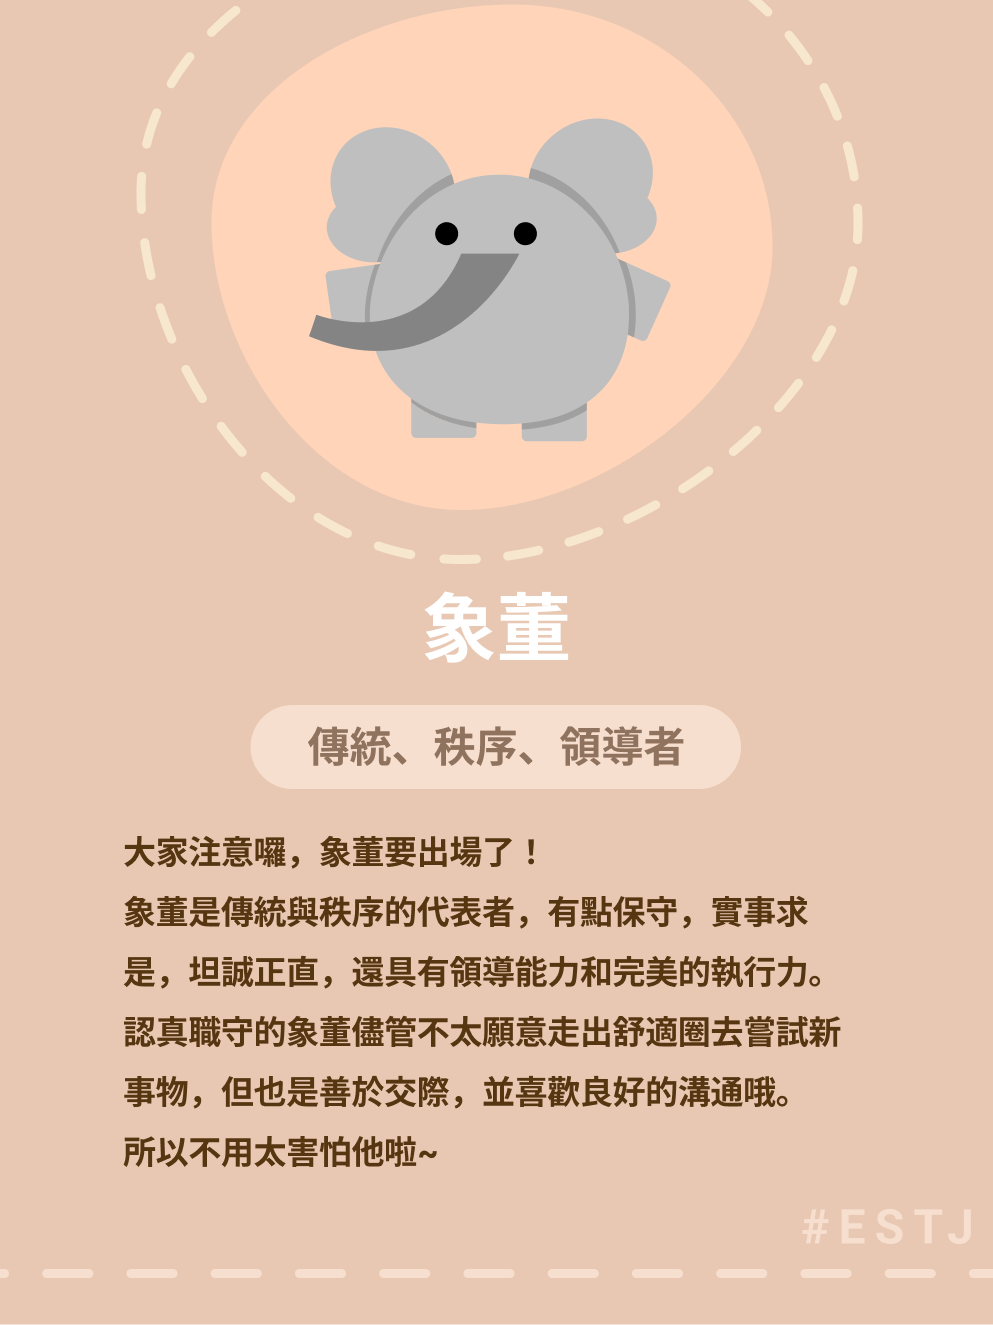 象董
傳統、秩序、領導者
大家注意囉，象董要出場了！
象董是傳統與秩序的代表者，有點保守，實事求
是，坦誠正直，還具有領導能力和完美的執行力。
認真職守的象董儘管不太願意走出舒適圈去嘗試新
事物，但也是善於交際，並喜歡良好的溝通哦。
所以不用太害怕他啦~
#ESTJ